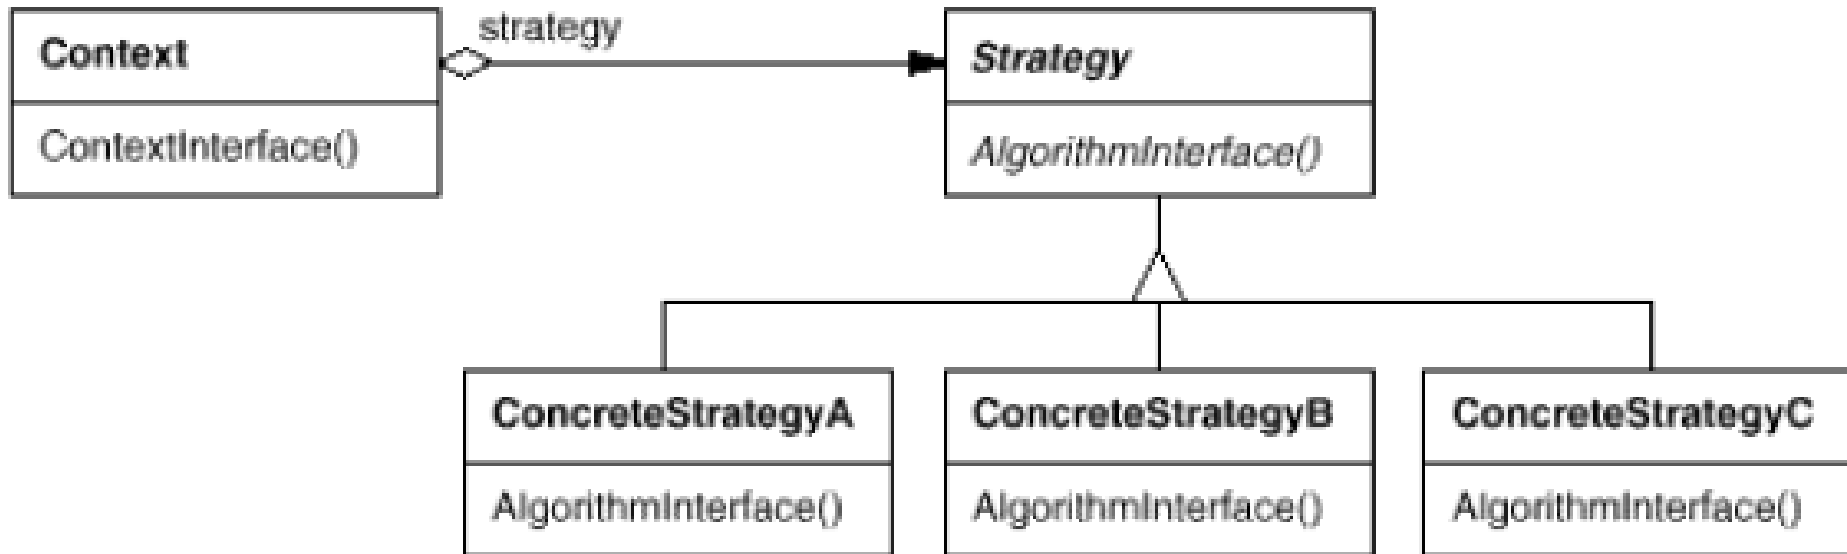 Context
ContextInterface()
strategy
Strategy
AlgorithmInterface()
ConcreteStrategyA
AlgorithmInterface()
ConcreteStrategyB
AlgorithmInterface()
ConcreteStrategyC
AlgorithmInterface()